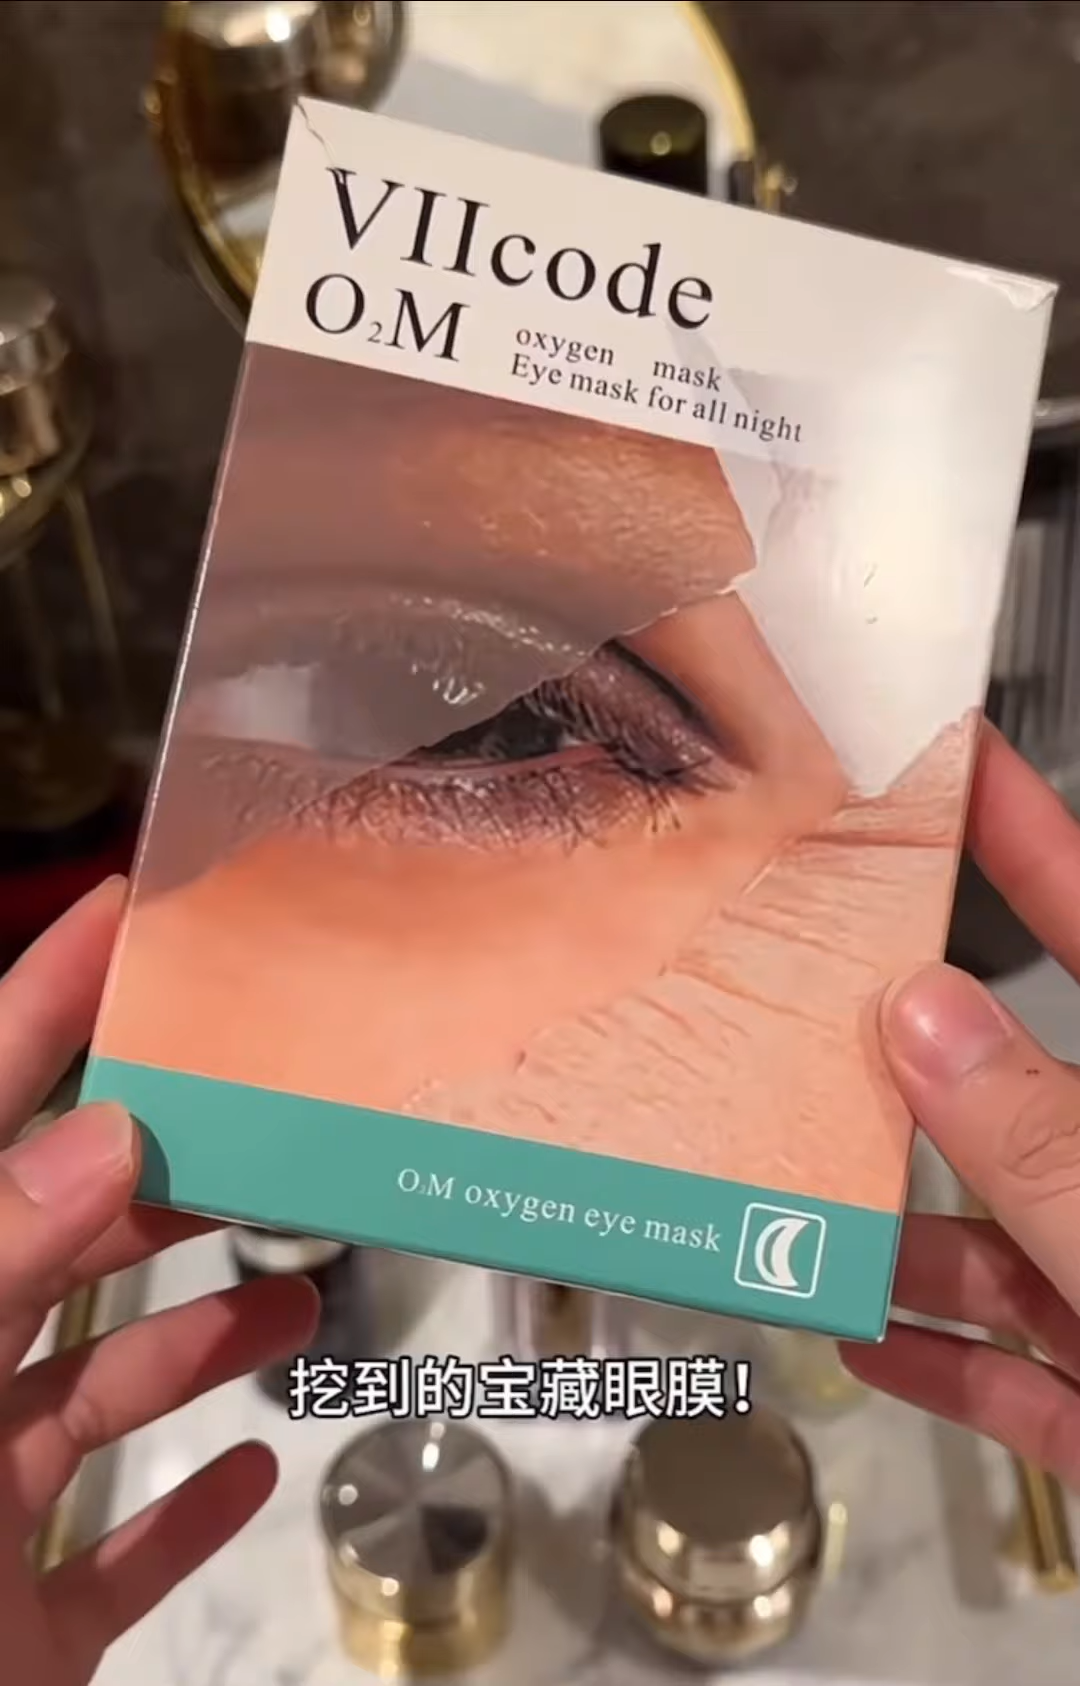 VIIcode
O₂M
oxygen mask
Eye mask for all night
O₂M oxygen eye mask
挖到的宝藏眼膜！